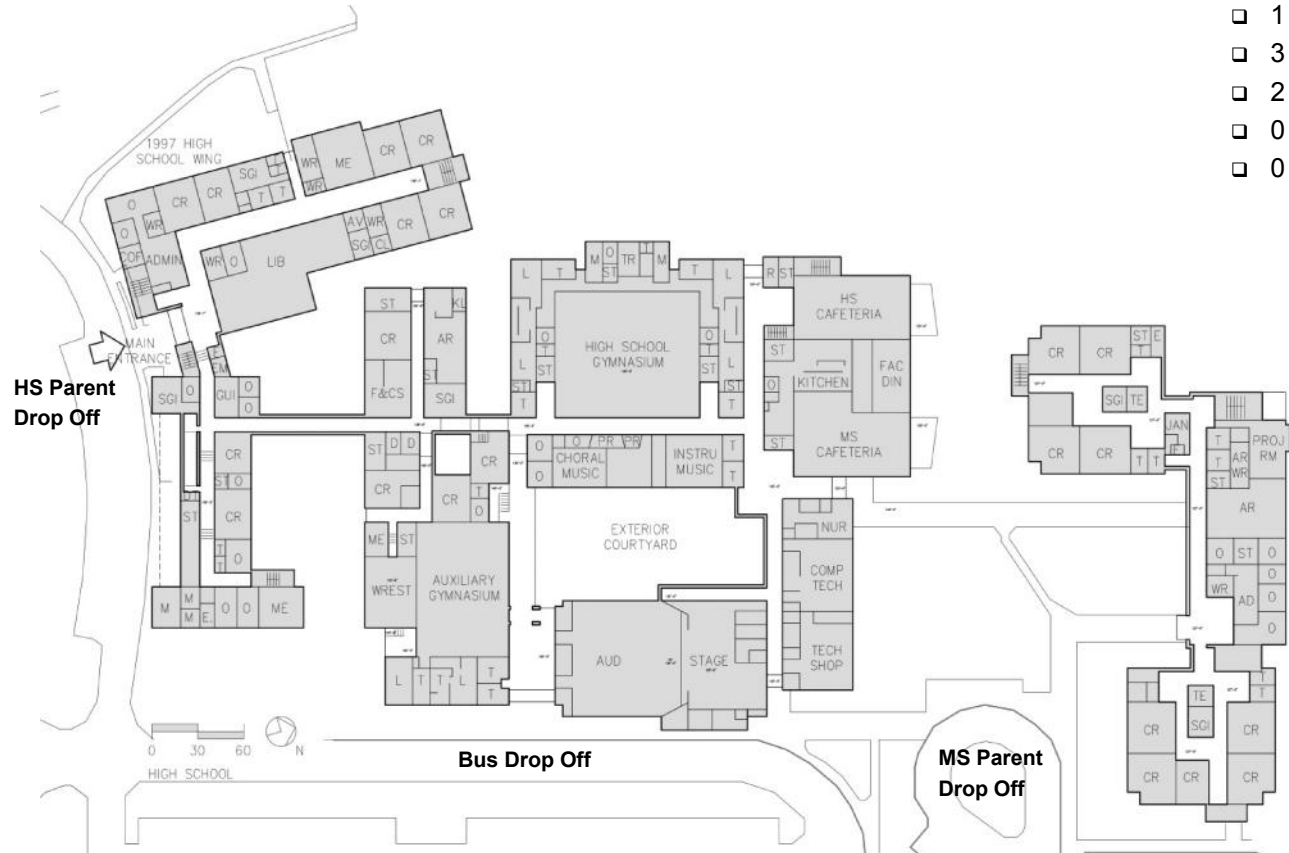 ❑ 1
❑ 3
❑ 2
❑ 0
❑ 0
1997 HIGH
SCHOOL WING
WR
ME
CR
CR
SGI
WR
T
T
O
CR
CR
O
WR
COF
ADMIN
WR
O
LIB
AV
WR
SGI
CL
CR
CR
MAIN
ENTRANCE
HS Parent
Drop Off
SGI
O
EM
GUI
O
O
ST
CR
F&CS
KL
AR
ST
SGI
M
O
ST
TR
T
M
L
T
T
L
O
T
ST
HIGH SCHOOL
GYMNASIUM
O
T
ST
L
ST
T
L
ST
T
R
ST
HS
CAFETERIA
ST
KITCHEN
FAC
DIN
O
ST
MS
CAFETERIA
CR
ST
O
CR
T
T
O
ST
M
M
M
E.
O
O
ME
ST
D
D
CR
CR
CR
T
O
O
O
O
PR
PR
CHORAL
MUSIC
INSTRU
MUSIC
T
T
ME
ST
WREST
AUXILIARY
GYMNASIUM
L
T
T
L
T
T
EXTERIOR
COURTYARD
AUD
STAGE
NUR
COMP
TECH
TECH
SHOP
CR
CR
ST
E
T
SGI
TE
JAN
E
CR
CR
T
T
T
T
ST
AR
WR
PROJ
RM
AR
O
ST
O
WR
AD
O
O
O
TE
SGI
T
T
CR
CR
CR
CR
CR
0
30
60
N
HIGH SCHOOL
Bus Drop Off
MS Parent
Drop Off